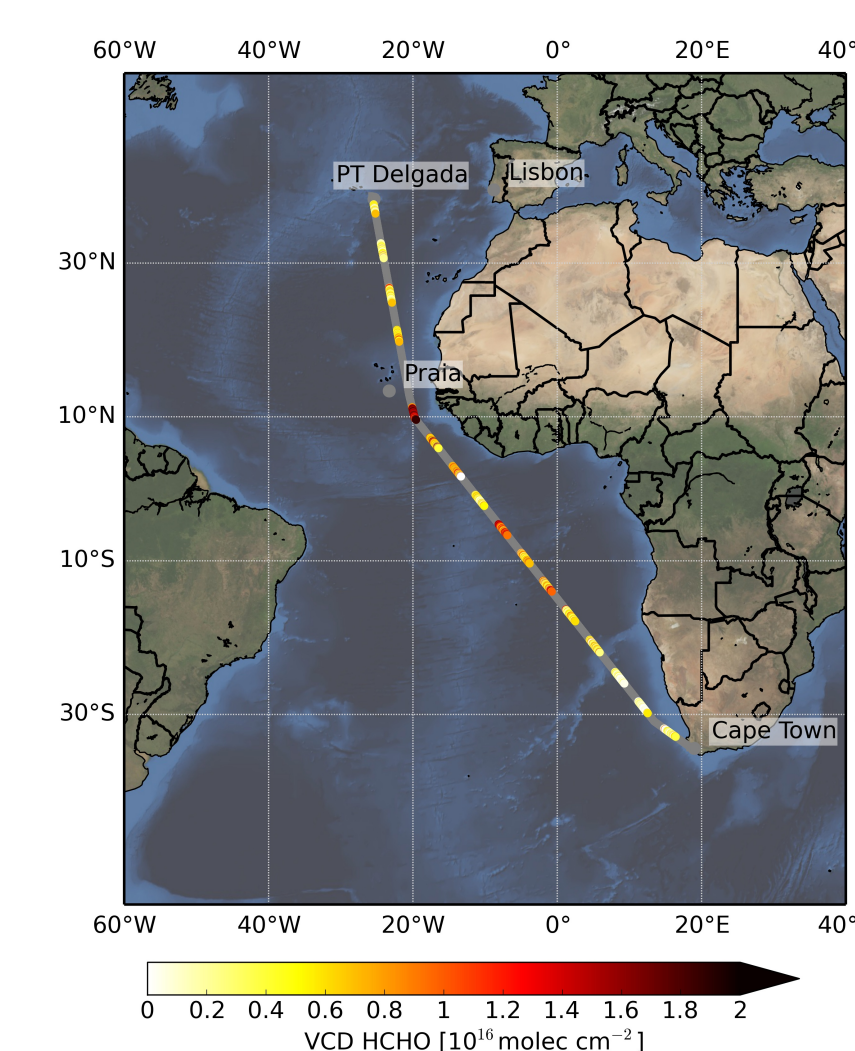 60°W 40°W 20°W 0° 20°E 40°
PT Delgada Lisbon
30°N
Praia
10°N
10°S
30°S
Cape Town
60°W 40°W 20°W 0° 20°E 40°
0 0.2 0.4 0.6 0.8 1 1.2 1.4 1.6 1.8 2
VCD HCHO [10¹⁶ molec cm⁻²]